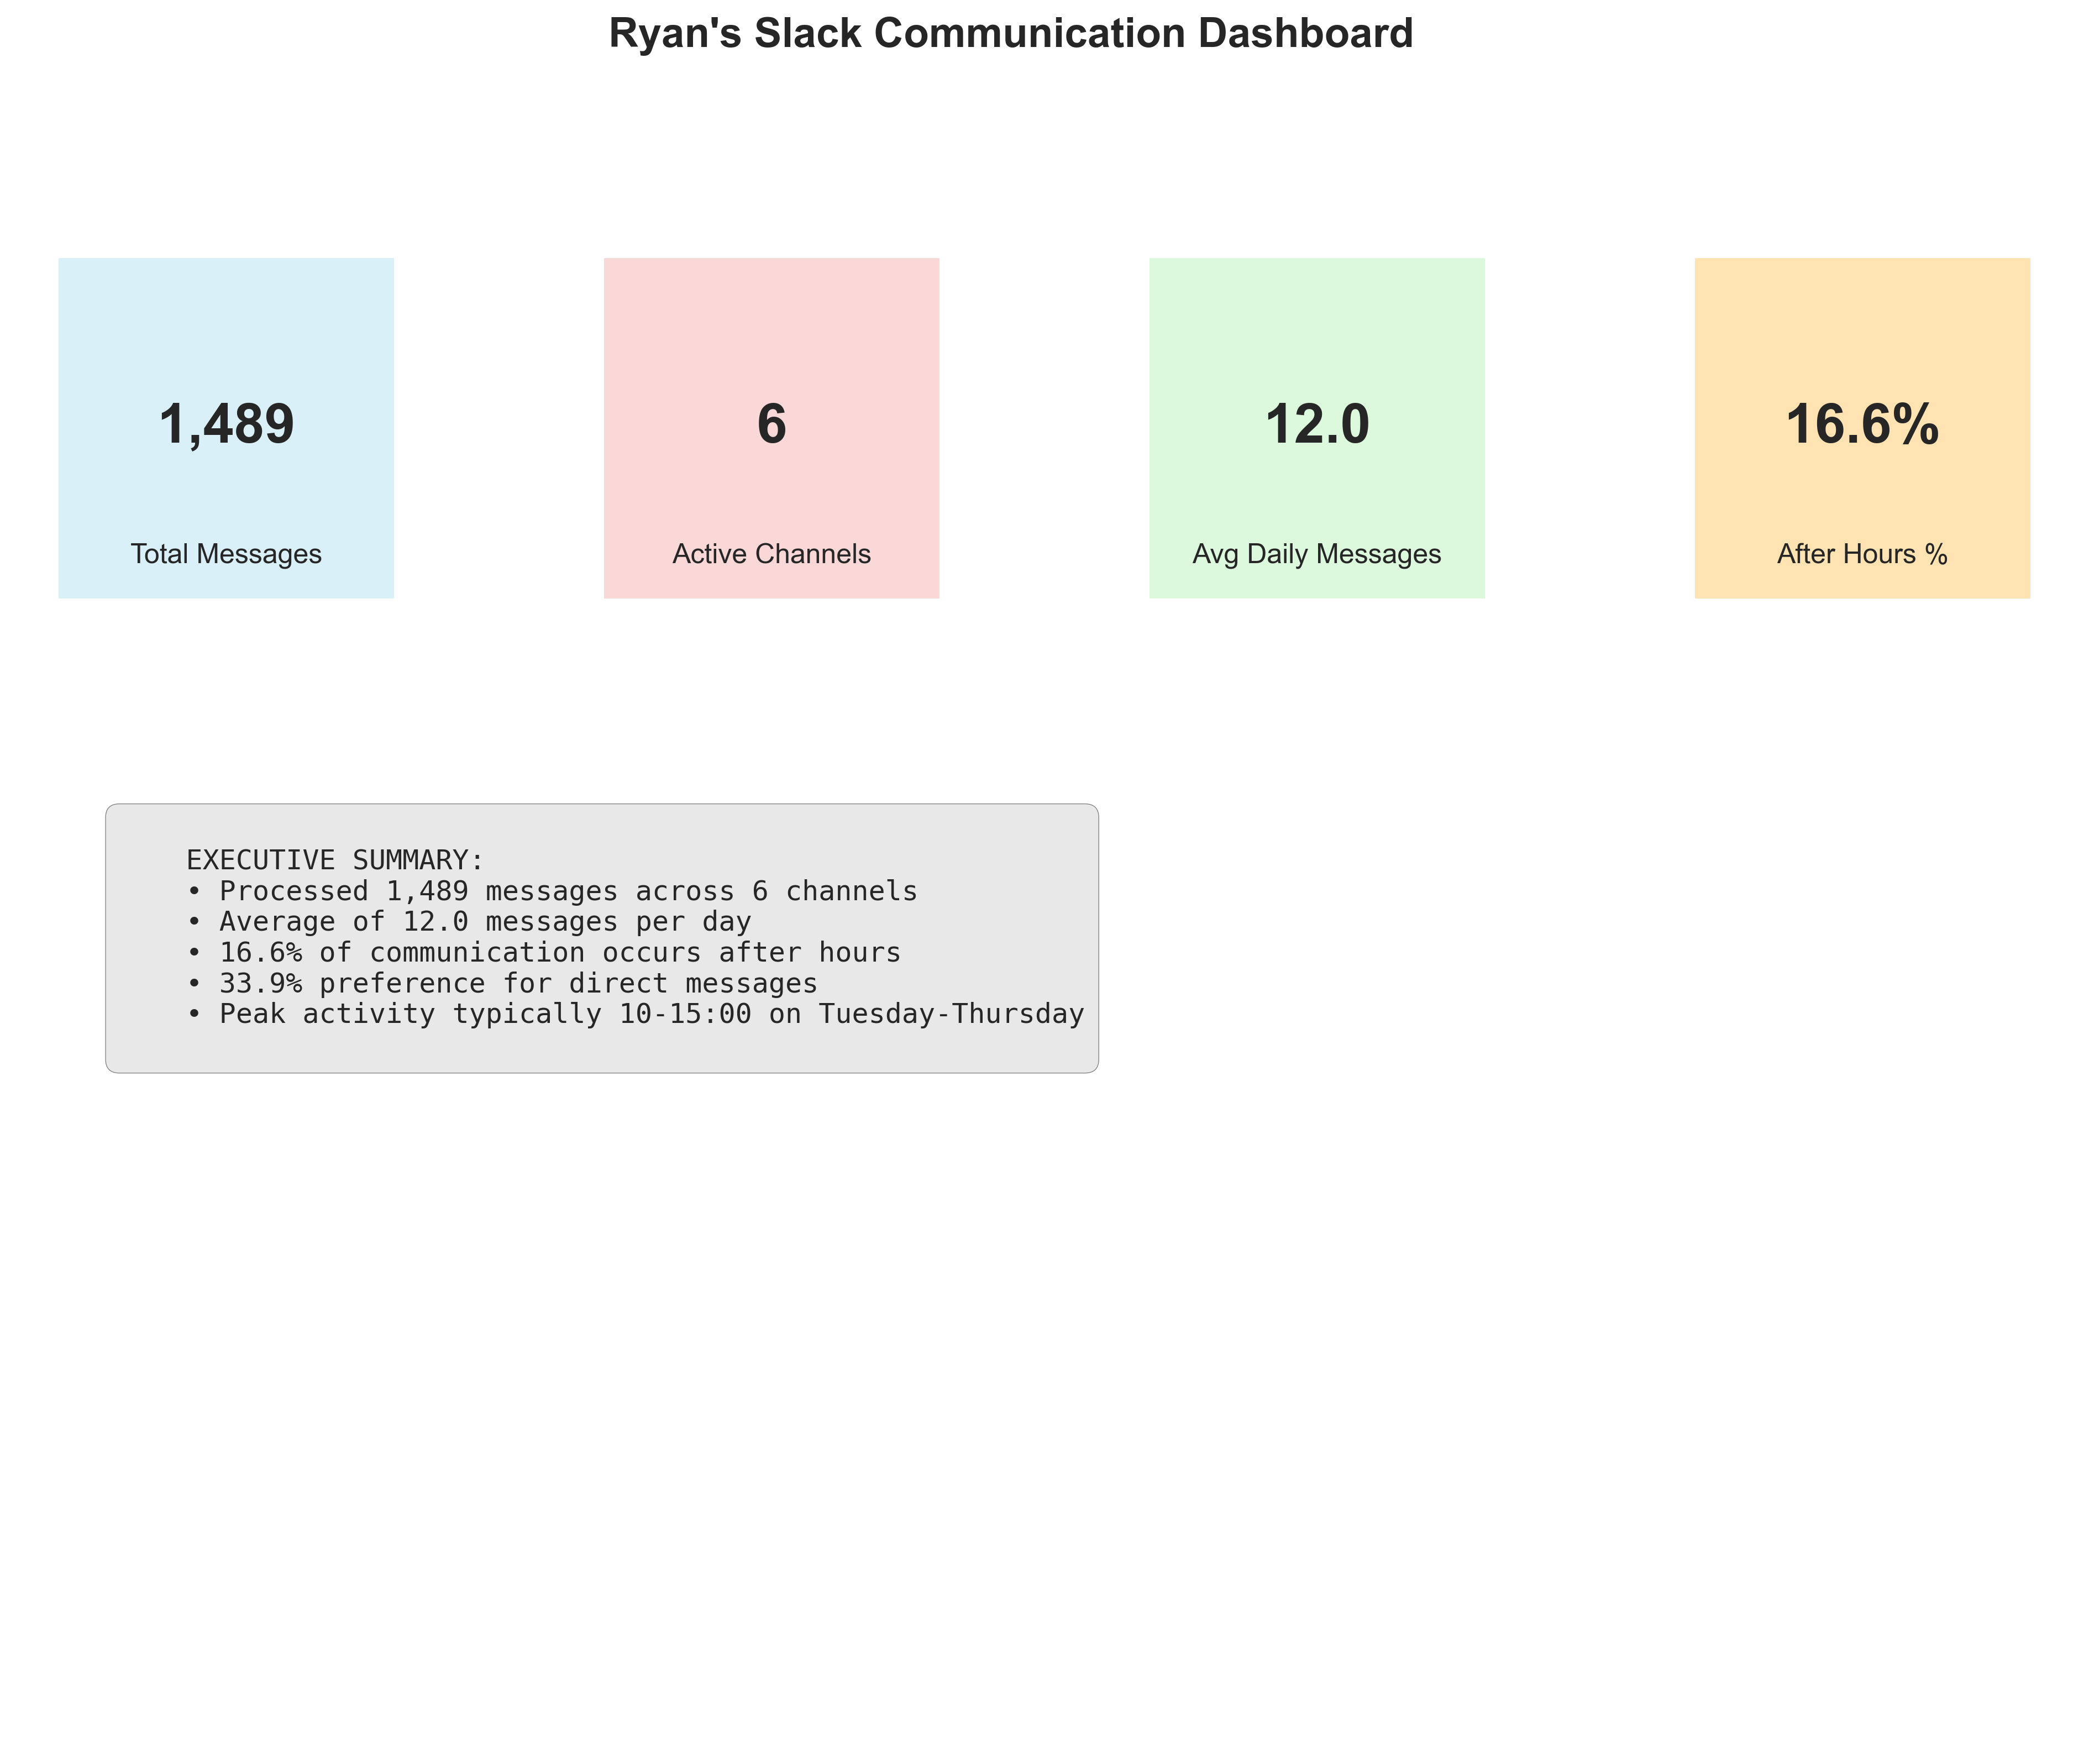 Ryan's Slack Communication Dashboard
1,489
Total Messages
6
Active Channels
12.0
Avg Daily Messages
16.6%
After Hours %
EXECUTIVE SUMMARY:
• Processed 1,489 messages across 6 channels
• Average of 12.0 messages per day
• 16.6% of communication occurs after hours
• 33.9% preference for direct messages
• Peak activity typically 10-15:00 on Tuesday-Thursday